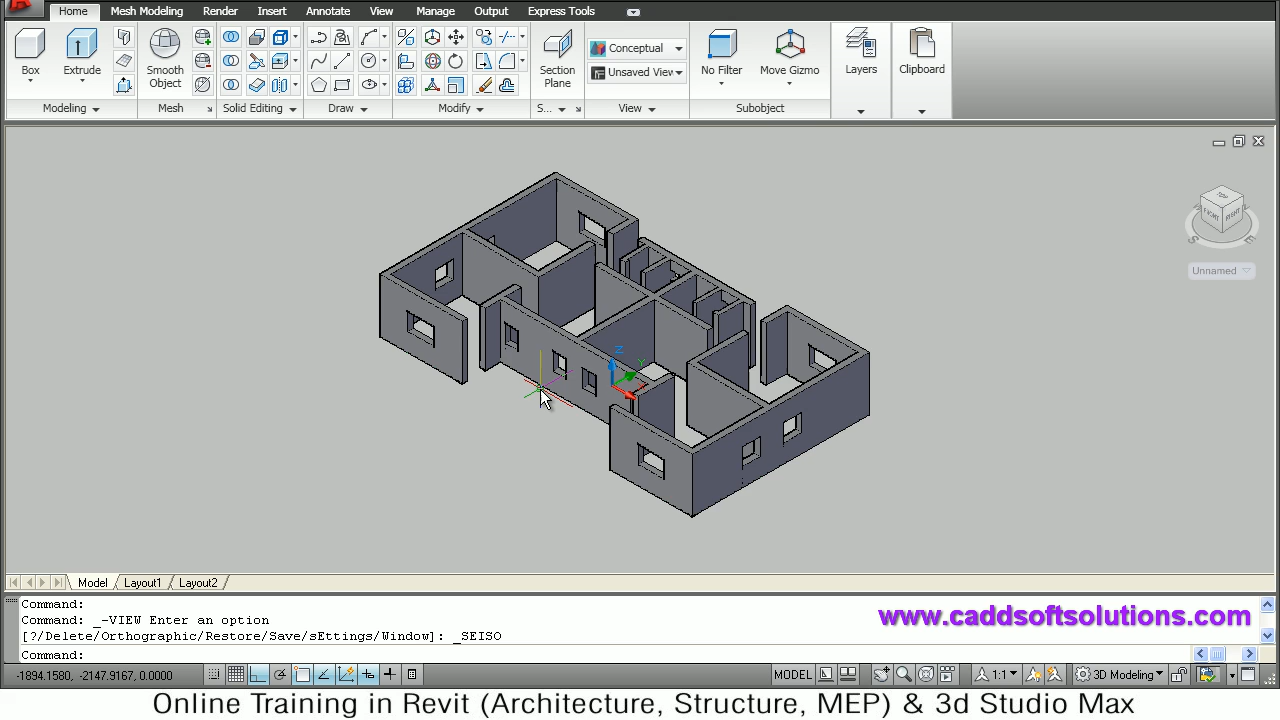 Home Mesh Modeling Render Insert Annotate View Manage Output Express Tools
Box Extrude Smooth Object Section Plane Conceptual Unsaved View No Filter Move Gizmo Layers Clipboard
Modeling Mesh Solid Editing Draw Modify S... View Subobject
TOP
FRONT RIGHT
S E
Unnamed
Z
Y
X
Model Layout1 Layout2
Command:
Command: _-VIEW Enter an option
[?/Delete/Orthographic/Restore/Save/sEttings/Window]: _SEISO
www.caddsoftsolutions.com
Command:
-1894.1580, -2147.9167, 0.0000 MODEL 1:1 3D Modeling
Online Training in Revit (Architecture, Structure, MEP) & 3d Studio Max